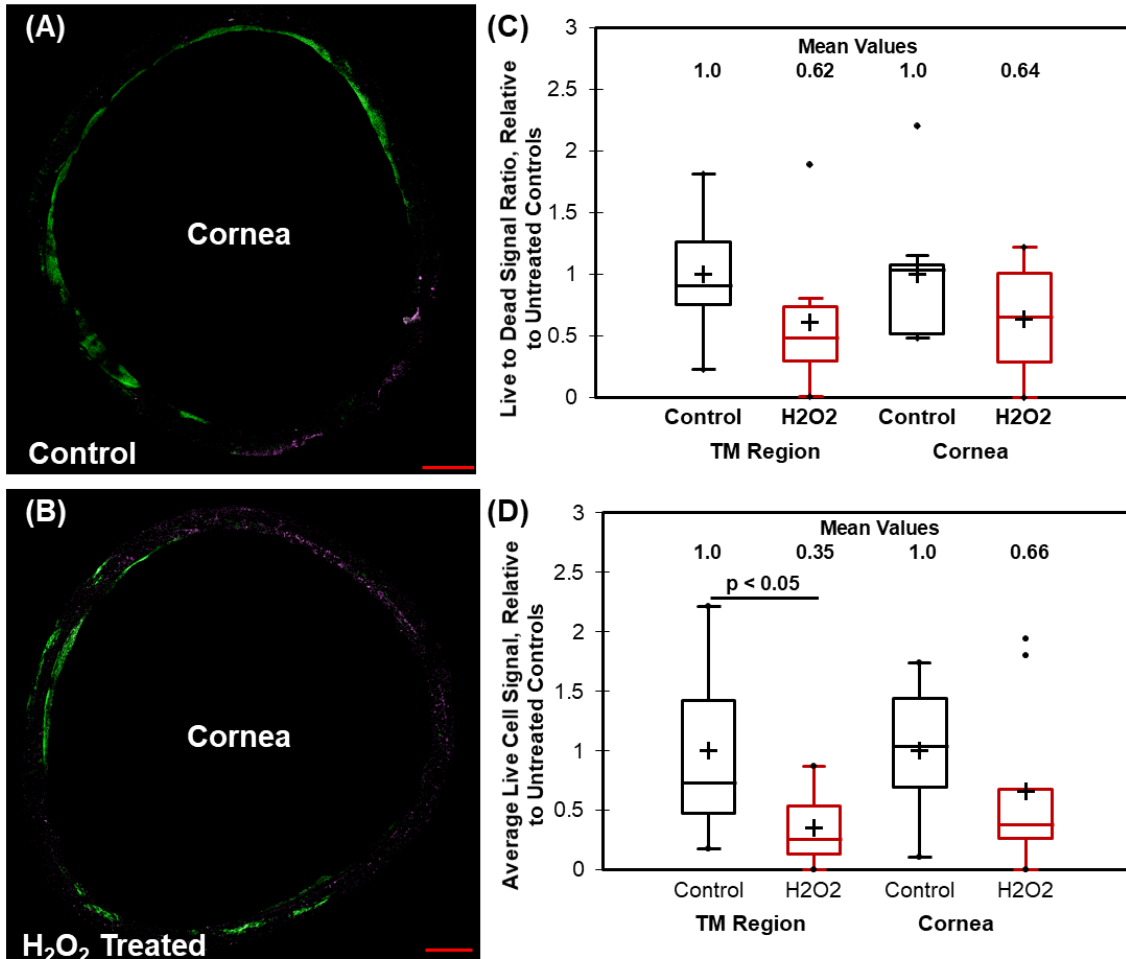 (A)
Cornea
Control
(B)
Cornea
H₂O₂ Treated
(C)
Live to Dead Signal Ratio, Relative
to Untreated Controls
3
2.5
2
1.5
1
0.5
0
Mean Values
1.0 0.62 1.0 0.64
Control H2O2 Control H2O2
TM Region Cornea
(D)
Average Live Cell Signal, Relative
to Untreated Controls
3
2.5
2
1.5
1
0.5
0
Mean Values
1.0 0.35 1.0 0.66
p < 0.05
Control H2O2 Control H2O2
TM Region Cornea